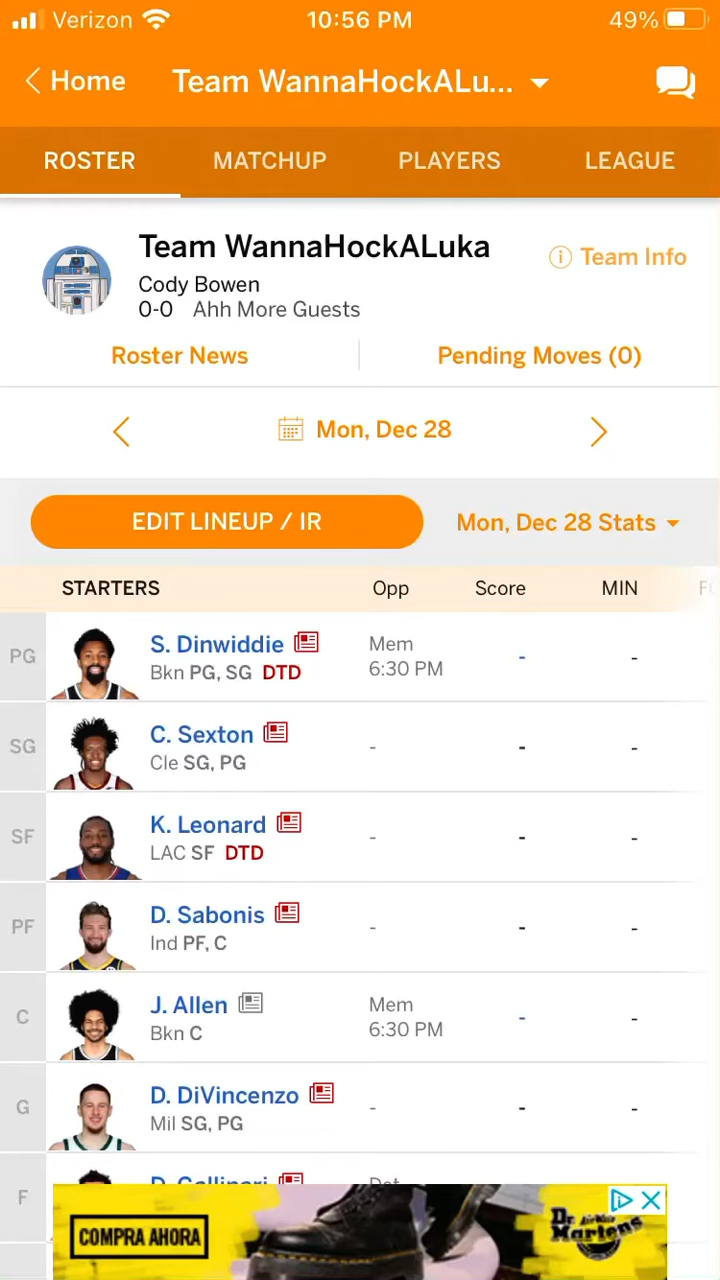 Verizon 10:56 PM 49%
Home Team WannaHockALu...
ROSTER MATCHUP PLAYERS LEAGUE
Team WannaHockALuka
Team Info
Cody Bowen
0-0 Ahh More Guests
Roster News Pending Moves (0)
Mon, Dec 28
EDIT LINEUP / IR Mon, Dec 28 Stats
STARTERS Opp Score MIN
PG S. Dinwiddie Mem - -
Bkn PG, SG DTD 6:30 PM
SG C. Sexton - - -
Cle SG, PG
SF K. Leonard - - -
LAC SF DTD
PF D. Sabonis - - -
Ind PF, C
C J. Allen Mem - -
Bkn C 6:30 PM
G D. DiVincenzo - - -
Mil SG, PG
F D. Gallinari Det
COMPRA AHORA Dr. Martens